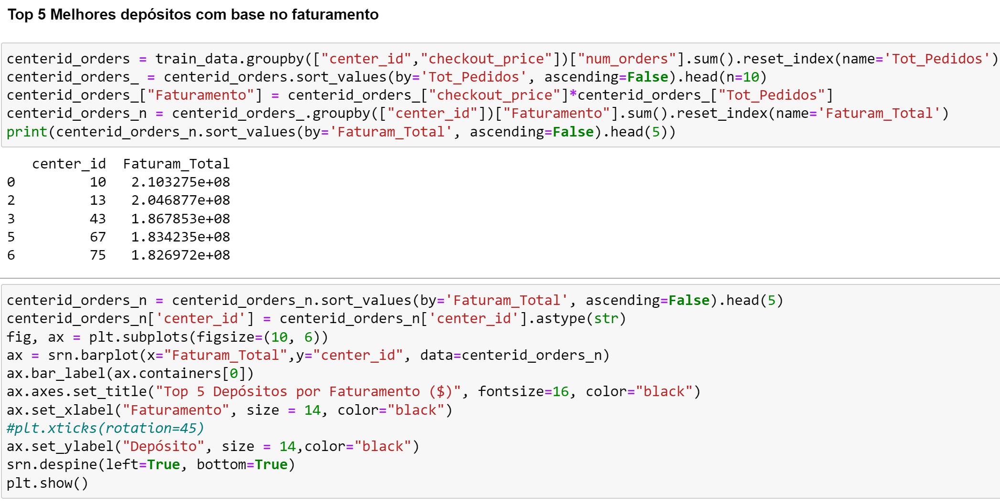 Top 5 Melhores depósitos com base no faturamento
centerid_orders = train_data.groupby(["center_id","checkout_price"])["num_orders"].sum().reset_index(name='Tot_Pedidos')
centerid_orders_ = centerid_orders.sort_values(by='Tot_Pedidos', ascending=False).head(n=10)
centerid_orders_["Faturamento"] = centerid_orders_["checkout_price"]*centerid_orders_["Tot_Pedidos"]
centerid_orders_n = centerid_orders_.groupby(["center_id"])["Faturamento"].sum().reset_index(name='Faturam_Total')
print(centerid_orders_n.sort_values(by='Faturam_Total', ascending=False).head(5))
center_id Faturam_Total
0 10 2.103275e+08
2 13 2.046877e+08
3 43 1.867853e+08
5 67 1.834235e+08
6 75 1.826972e+08
centerid_orders_n = centerid_orders_n.sort_values(by='Faturam_Total', ascending=False).head(5)
centerid_orders_n['center_id'] = centerid_orders_n['center_id'].astype(str)
fig, ax = plt.subplots(figsize=(10, 6))
ax = srn.barplot(x="Faturam_Total",y="center_id", data=centerid_orders_n)
ax.bar_label(ax.containers[0])
ax.axes.set_title("Top 5 Depósitos por Faturamento ($)", fontsize=16, color="black")
ax.set_xlabel("Faturamento", size = 14, color="black")
#plt.xticks(rotation=45)
ax.set_ylabel("Depósito", size = 14,color="black")
srn.despine(left=True, bottom=True)
plt.show()